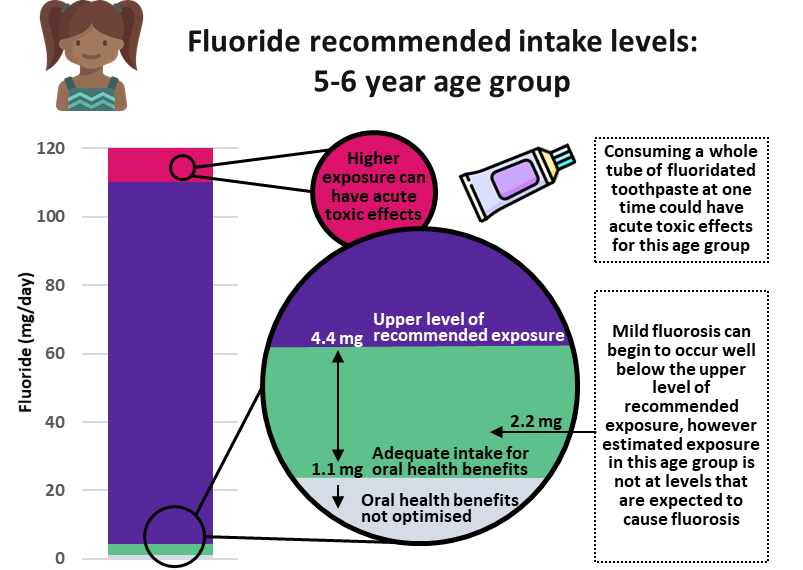 Fluoride recommended intake levels:
5-6 year age group
Fluoride (mg/day)
120
100
80
60
40
20
0
Higher
exposure can
have acute
toxic effects
Consuming a whole
tube of fluoridated
toothpaste at one
time could have
acute toxic effects
for this age group
Upper level of
4.4 mg recommended exposure
2.2 mg
Adequate intake for
1.1 mg oral health benefits
Oral health benefits
not optimised
Mild fluorosis can
begin to occur well
below the upper
level of
recommended
exposure, however
estimated exposure
in this age group is
not at levels that
are expected to
cause fluorosis